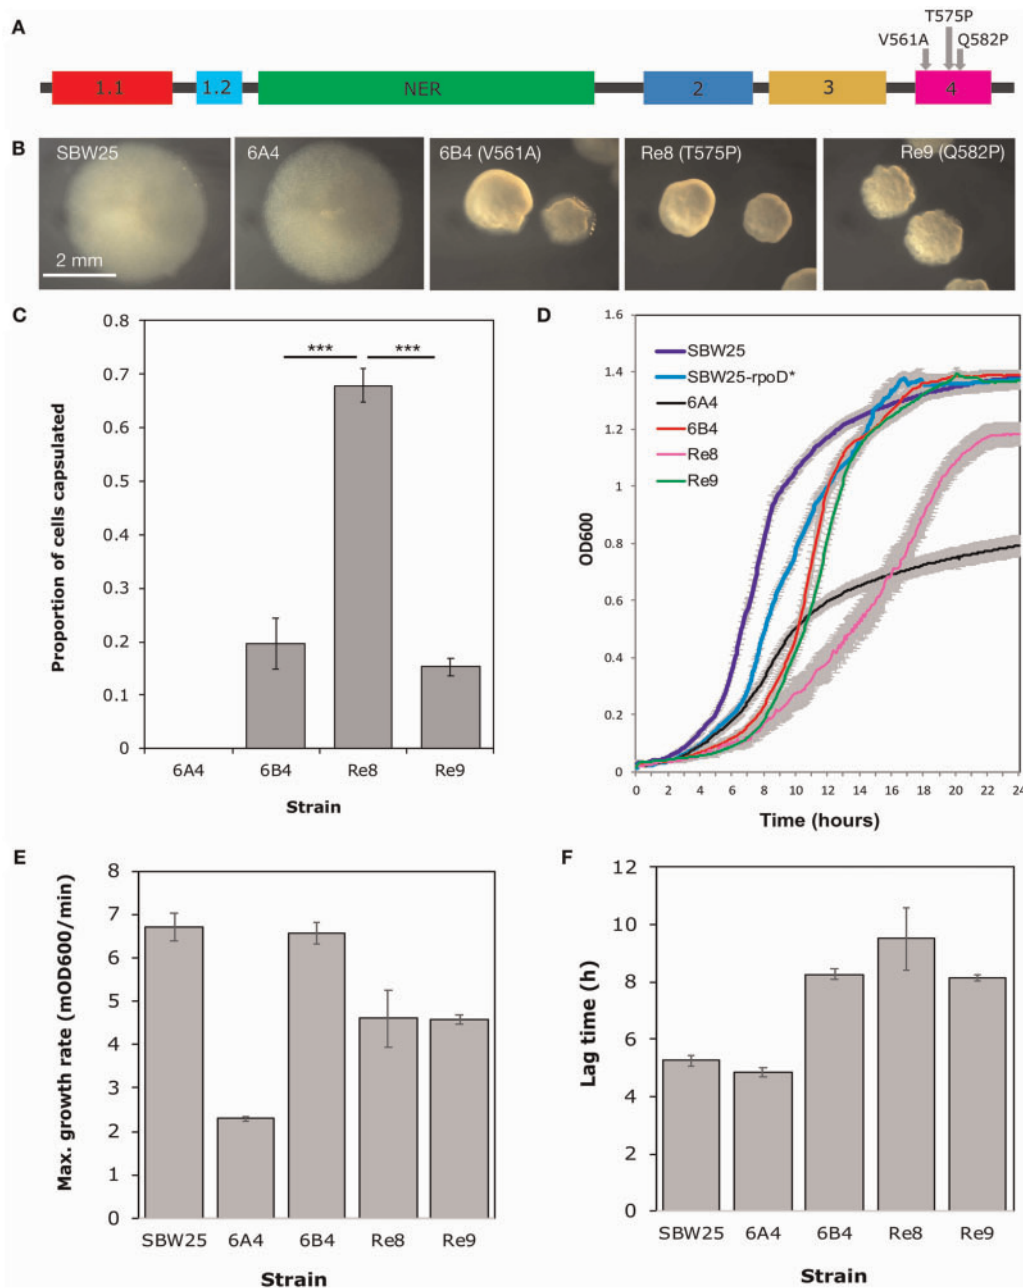 A
T575P
V561A
Q582P
1.1
1.2
NER
2
3
4
B
SBW25
6A4
6B4 (V561A)
Re8 (T575P)
Re9 (Q582P)
2 mm
C
0.8
0.7
0.6
0.5
0.4
0.3
0.2
0.1
0
Proportion of cells capsulated
***
***
6A4
6B4
Re8
Re9
Strain
D
1.6
1.4
1.2
1
0.8
0.6
0.4
0.2
0
OD600
SBW25
SBW25-rpoD*
6A4
6B4
Re8
Re9
0 2 4 6 8 10 12 14 16 18 20 22 24
Time (hours)
E
8
7
6
5
4
3
2
1
0
Max. growth rate (mOD600/min)
SBW25
6A4
6B4
Re8
Re9
Strain
F
12
10
8
6
4
2
0
Lag time (h)
SBW25
6A4
6B4
Re8
Re9
Strain